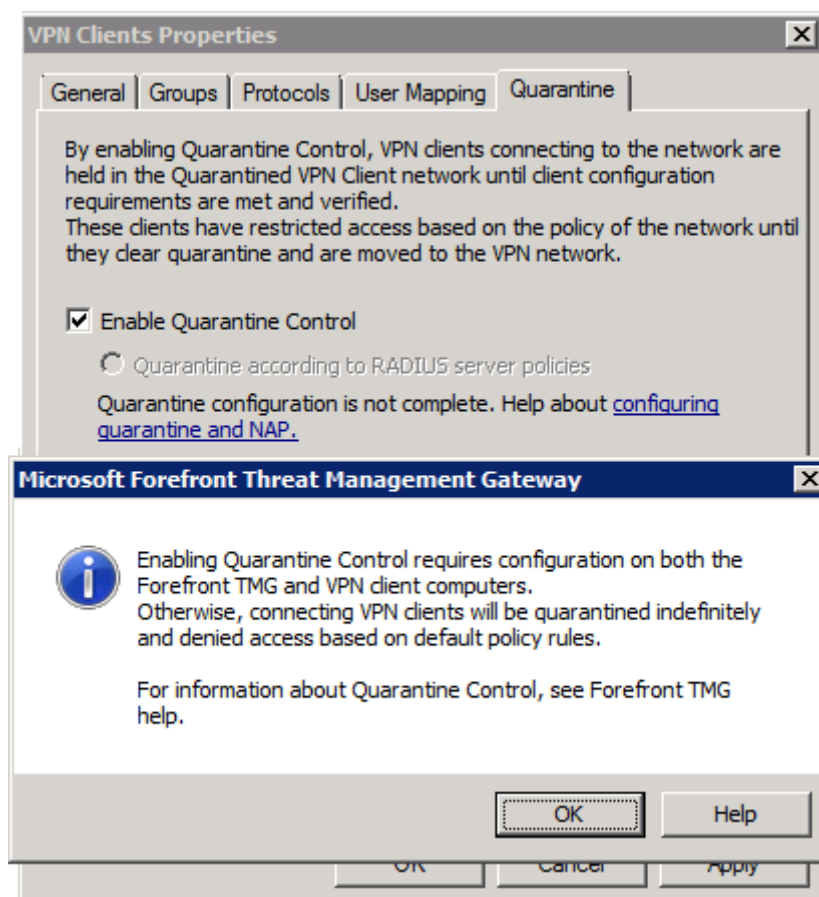 VPN Clients Properties
General Groups Protocols User Mapping Quarantine
By enabling Quarantine Control, VPN clients connecting to the network are
held in the Quarantined VPN Client network until client configuration
requirements are met and verified.
These clients have restricted access based on the policy of the network until
they clear quarantine and are moved to the VPN network.
Enable Quarantine Control
Quarantine according to RADIUS server policies
Quarantine configuration is not complete. Help about configuring
quarantine and NAP.
Microsoft Forefront Threat Management Gateway
Enabling Quarantine Control requires configuration on both the
Forefront TMG and VPN client computers.
Otherwise, connecting VPN clients will be quarantined indefinitely
and denied access based on default policy rules.
For information about Quarantine Control, see Forefront TMG
help.
OK Help
OK Cancel Apply